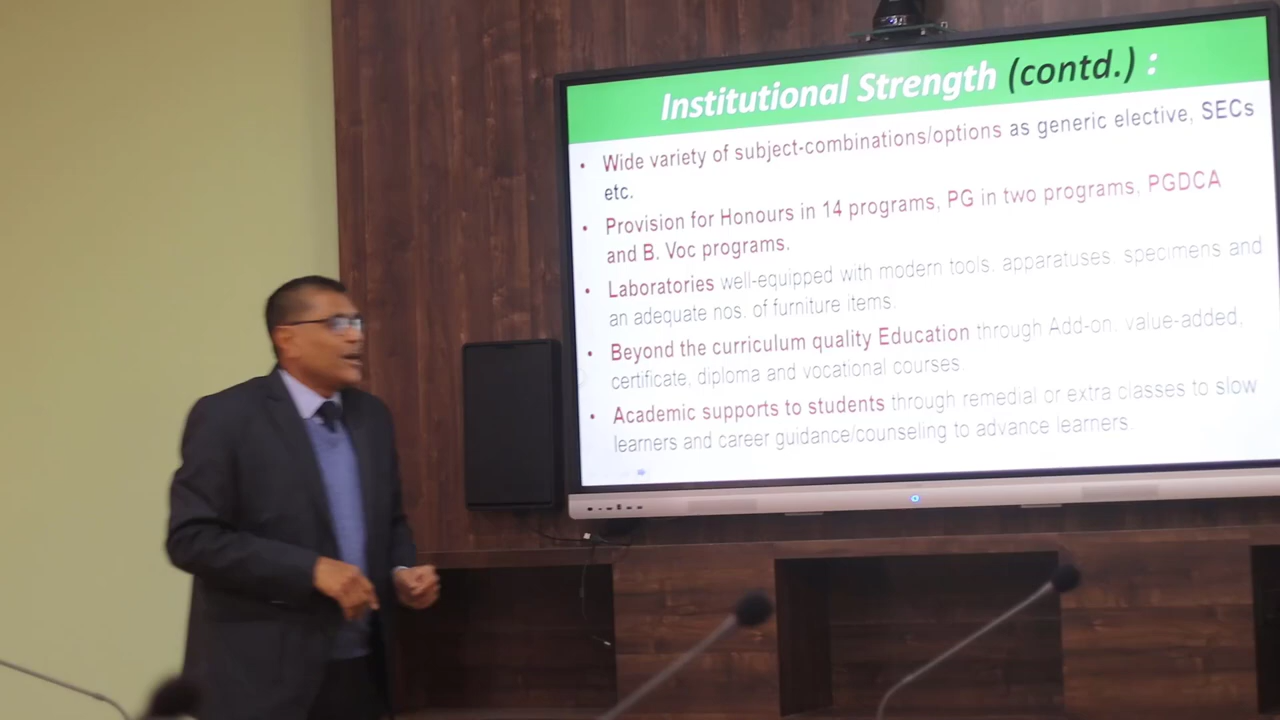 Institutional Strength (contd.) :
• Wide variety of subject-combinations/options as generic elective, SECs
etc.
• Provision for Honours in 14 programs, PG in two programs, PGDCA
and B. Voc programs.
• Laboratories well-equipped with modern tools, apparatuses, specimens and
an adequate nos. of furniture items.
• Beyond the curriculum quality Education through Add-on, value-added,
certificate, diploma and vocational courses.
• Academic supports to students through remedial or extra classes to slow
learners and career guidance/counseling to advance learners.